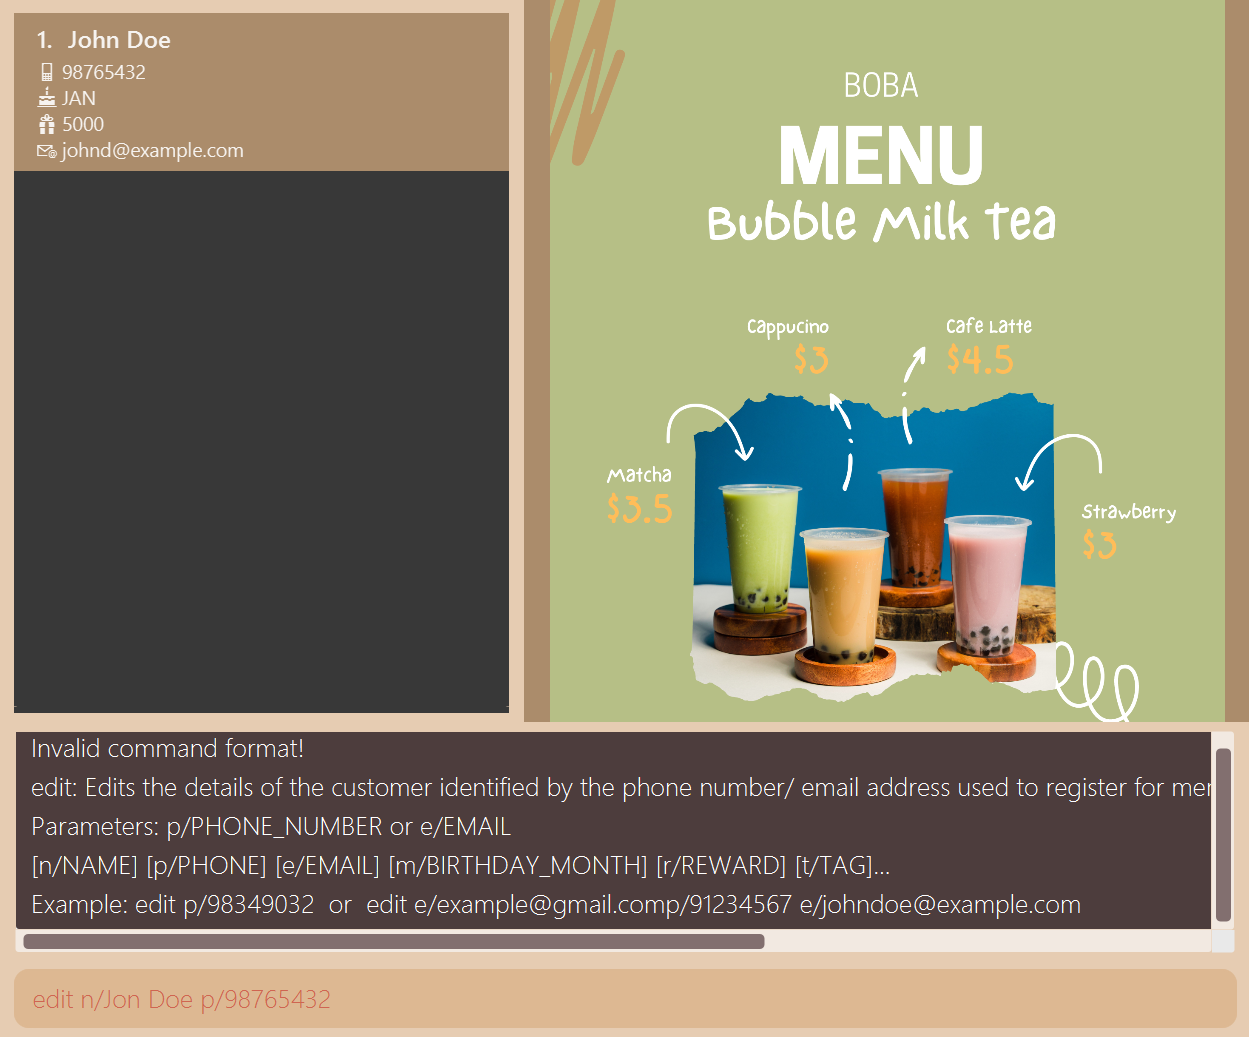 1. John Doe
98765432
JAN
5000
johnd@example.com
BOBA
MENU
Bubble Milk Tea
Cappucino
$3
Cafe Latte
$4.5
Matcha
$3.5
Strawberry
$3
Invalid command format!
edit: Edits the details of the customer identified by the phone number/ email address used to register for mer
Parameters: p/PHONE_NUMBER or e/EMAIL
[n/NAME] [p/PHONE] [e/EMAIL] [m/BIRTHDAY_MONTH] [r/REWARD] [t/TAG]...
Example: edit p/98349032  or  edit e/example@gmail.comp/91234567 e/johndoe@example.com
edit n/Jon Doe p/98765432